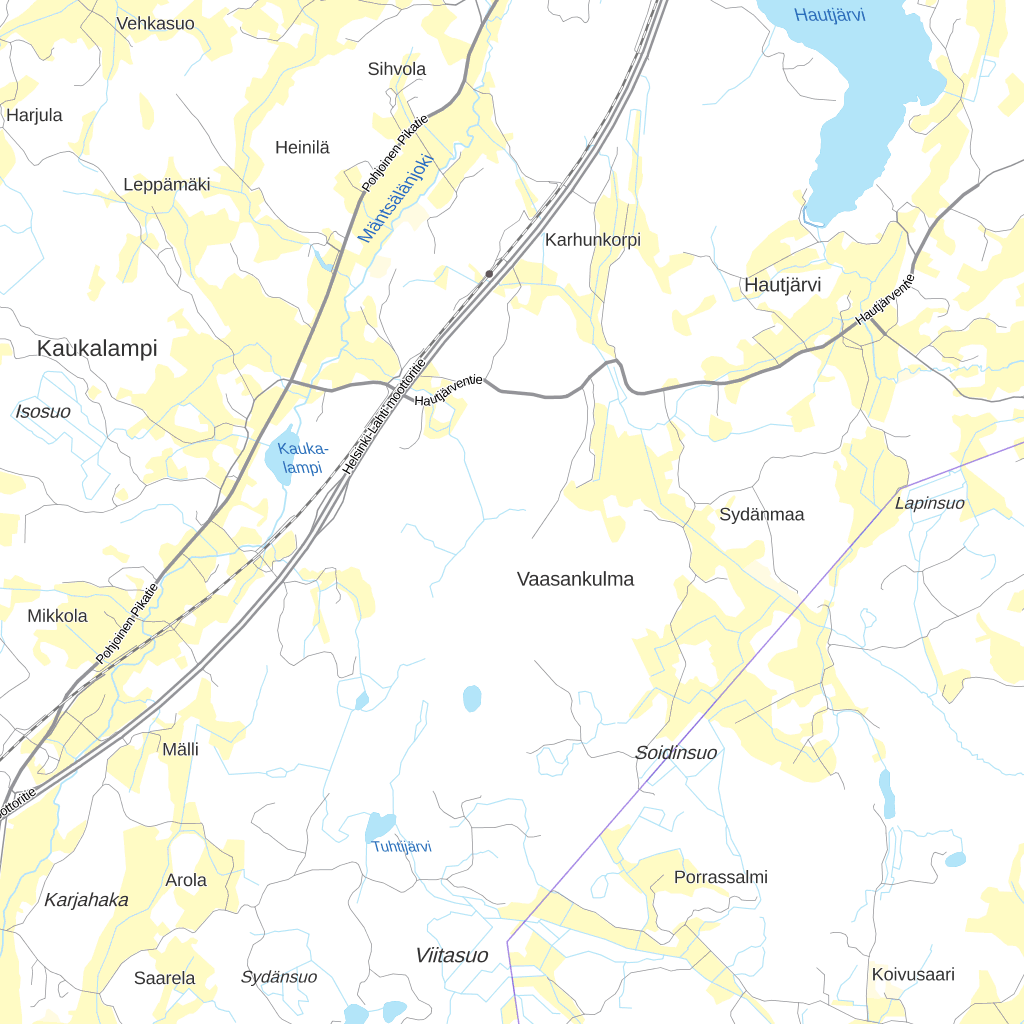 Vehkasuo
Hautjärvi
Sihvola
Harjula
Pohjoinen Pikatie
Heinilä
Leppämäki
Mäntsälänjoki
Karhunkorpi
Hautjärvi
Hautjärventie
Kaukalampi
Hautjärventie
Isosuo
Helsinki-Lahti-moottoritie
Kauka-
lampi
Lapinsuo
Sydänmaa
Vaasankulma
Mikkola
Pohjoinen Pikatie
Mälli
Soidinsuo
oottoritie
Tuhtijärvi
Arola
Porrassalmi
Karjahaka
Viitasuo
Saarela
Sydänsuo
Koivusaari